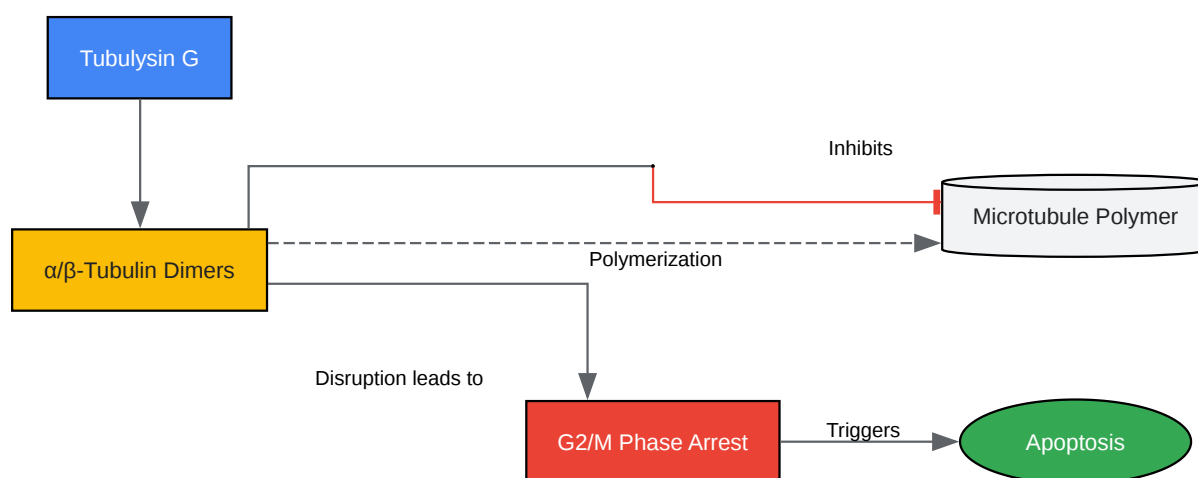 Tubulysin G
Inhibits
Microtubule Polymer
α/β-Tubulin Dimers
Polymerization
Disruption leads to
G2/M Phase Arrest
Triggers
Apoptosis